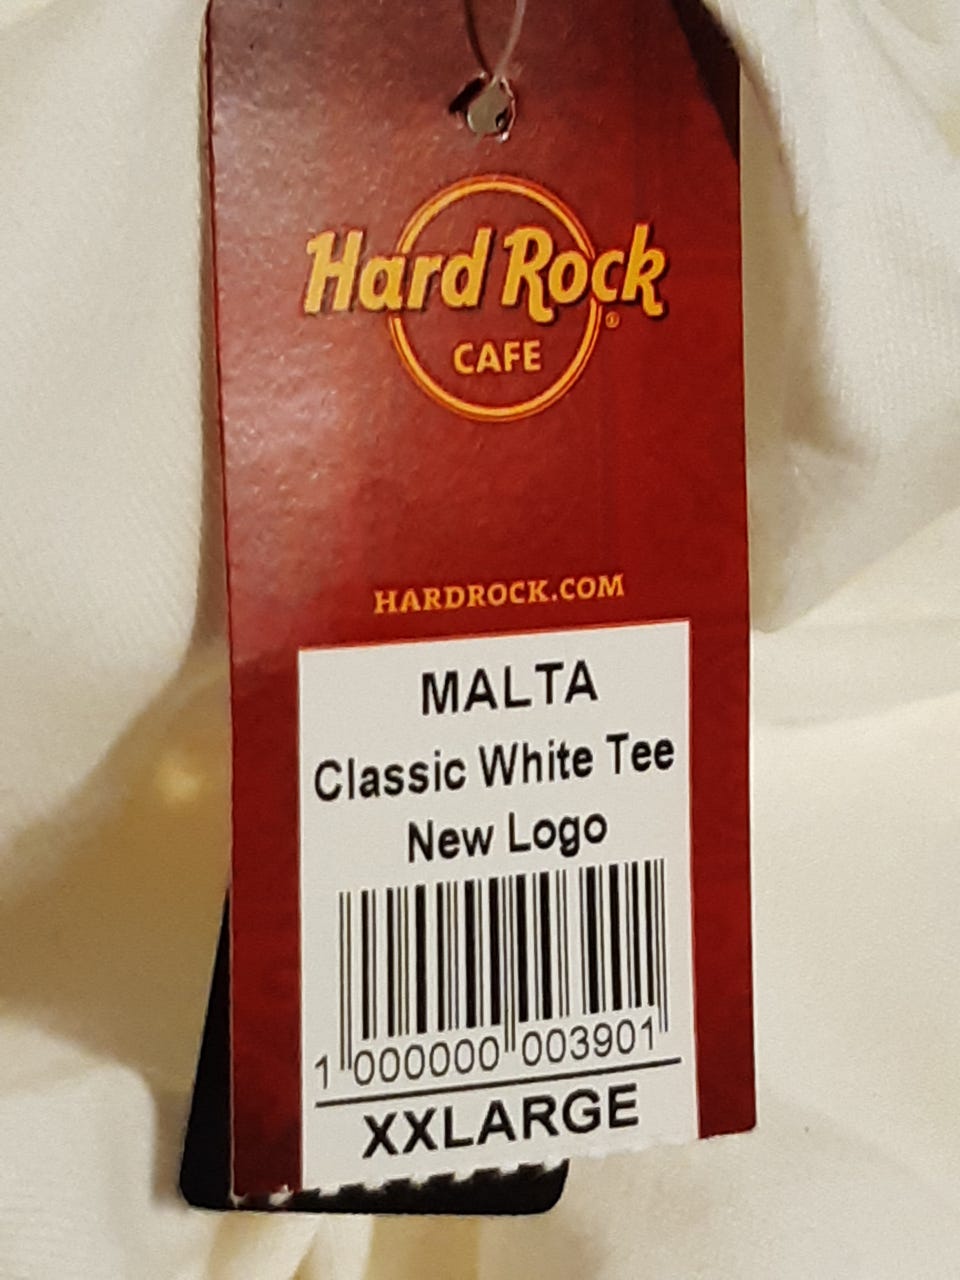 Hard Rock
®
CAFE
HARDROCK.COM
MALTA
Classic White Tee
New Logo
1 000000 003901
XXLARGE